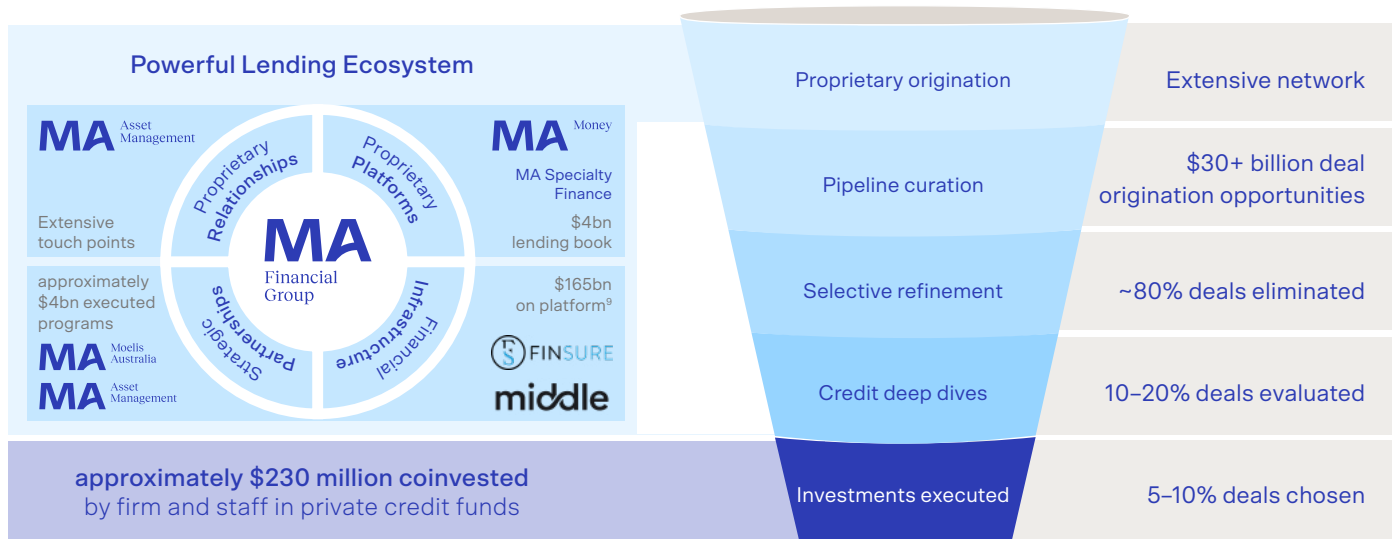 Powerful Lending Ecosystem
MA Asset
Management
Extensive
touch points
Proprietary
Relationships
Proprietary
Platforms
MA Money
MA Specialty
Finance
$4bn
lending book
MA
Financial
Group
approximately
$4bn executed
programs
MA Moelis
Australia
MA Asset
Management
Strategic
Partnerships
Financial
Infrastructure
$165bn
on platform⁹
FS FINSURE
middle
approximately $230 million coinvested
by firm and staff in private credit funds
Proprietary origination
Extensive network
Pipeline curation
$30+ billion deal
origination opportunities
Selective refinement
~80% deals eliminated
Credit deep dives
10–20% deals evaluated
Investments executed
5–10% deals chosen